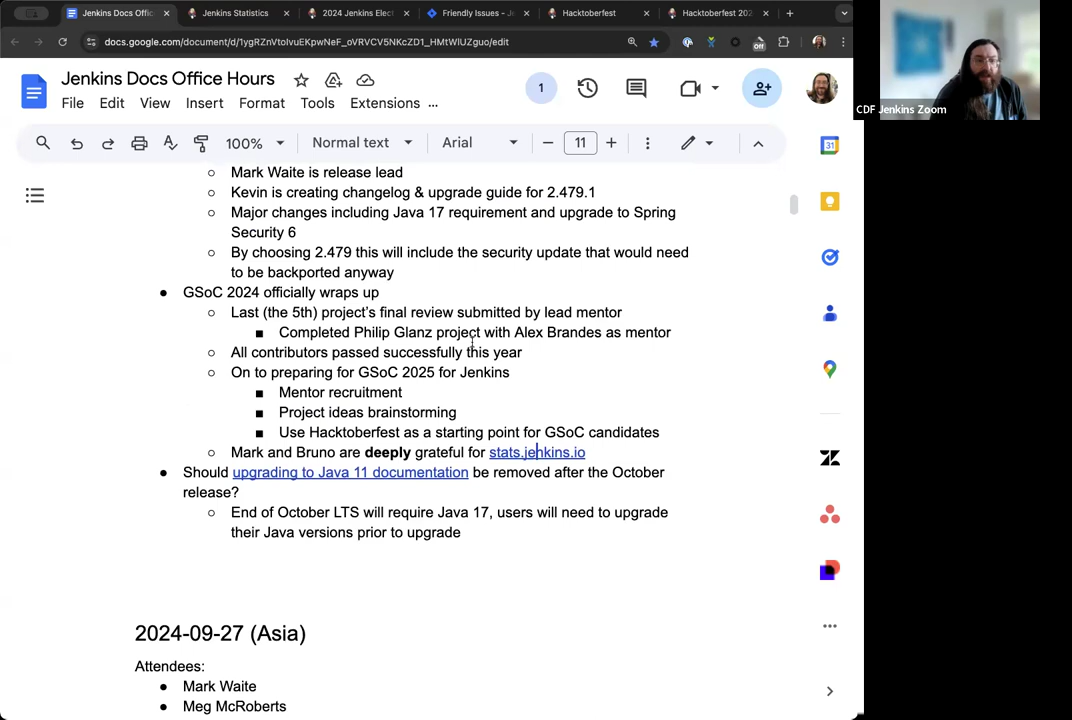 Jenkins Docs Offic
Jenkins Statistics
2024 Jenkins Elect
Friendly Issues - Je
Hacktoberfest
Hacktoberfest 202
docs.google.com/document/d/1ygRZnVtoIvuEKpwNeF_oVRVCV5NKcZD1_HMtWlUZguo/edit
Off
CDF Jenkins Zoom
Jenkins Docs Office Hours
File Edit View Insert Format Tools Extensions ...
1
100% Normal text Arial 11
31
Mark Waite is release lead
Kevin is creating changelog & upgrade guide for 2.479.1
Major changes including Java 17 requirement and upgrade to Spring
Security 6
By choosing 2.479 this will include the security update that would need
to be backported anyway
GSoC 2024 officially wraps up
Last (the 5th) project's final review submitted by lead mentor
Completed Philip Glanz project with Alex Brandes as mentor
All contributors passed successfully this year
On to preparing for GSoC 2025 for Jenkins
Mentor recruitment
Project ideas brainstorming
Use Hacktoberfest as a starting point for GSoC candidates
Mark and Bruno are deeply grateful for stats.jenkins.io
Should upgrading to Java 11 documentation be removed after the October
release?
End of October LTS will require Java 17, users will need to upgrade
their Java versions prior to upgrade
2024-09-27 (Asia)
Attendees:
Mark Waite
Meg McRoberts